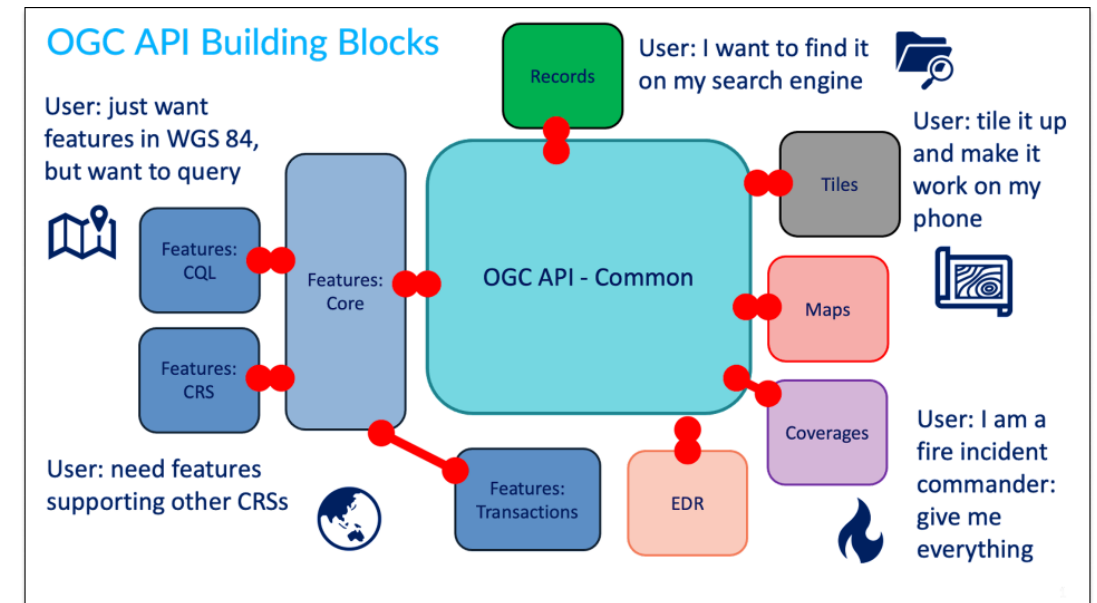 OGC API Building Blocks
Records
User: I want to find it
on my search engine
User: just want
features in WGS 84,
but want to query
User: tile it up
and make it
work on my
phone
Tiles
Features:
CQL
Features:
Core
OGC API - Common
Maps
Features:
CRS
Coverages
User: I am a
fire incident
commander:
give me
everything
User: need features
supporting other CRSs
Features:
Transactions
EDR